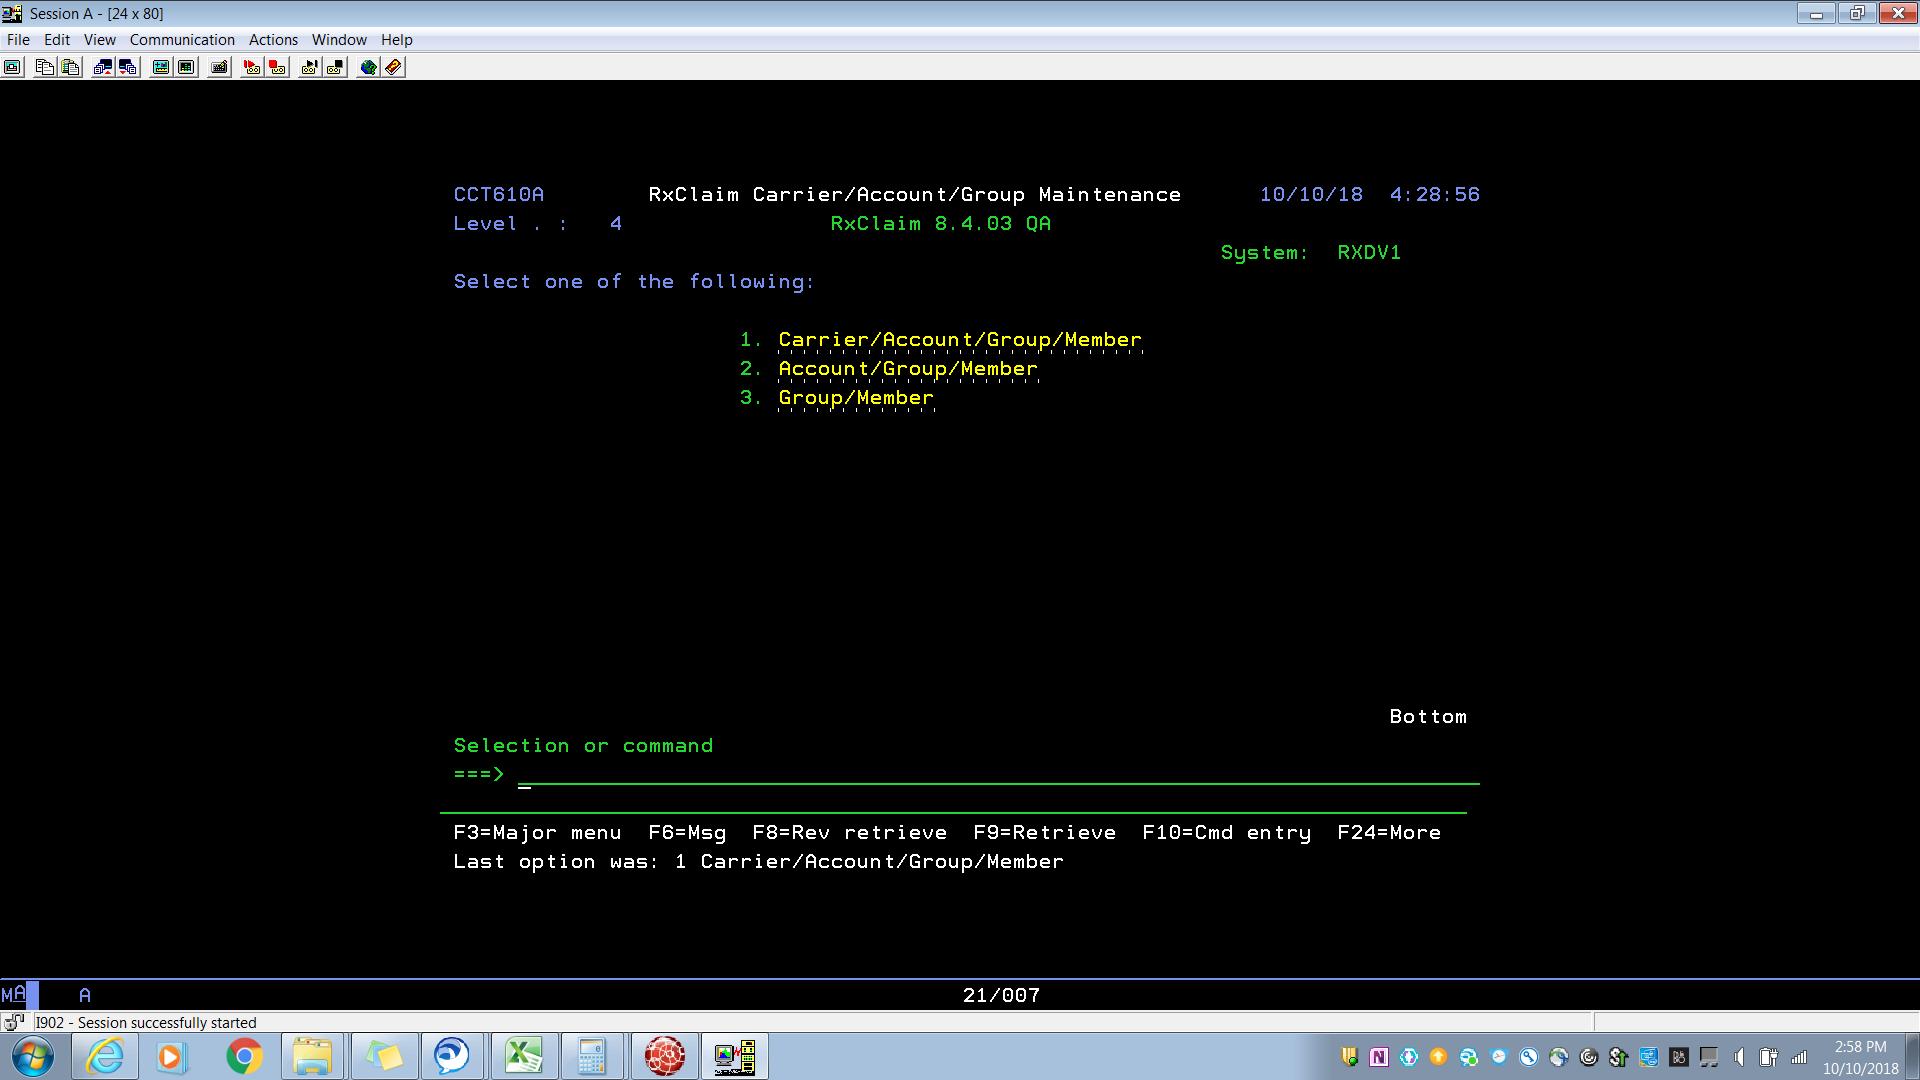 Session A - [24 x 80]
File Edit View Communication Actions Window Help
CCT610A RxClaim Carrier/Account/Group Maintenance 10/10/18 4:28:56
Level . : 4 RxClaim 8.4.03 QA
System: RXDV1
Select one of the following:
1. Carrier/Account/Group/Member
2. Account/Group/Member
3. Group/Member
Bottom
Selection or command
===> _
F3=Major menu F6=Msg F8=Rev retrieve F9=Retrieve F10=Cmd entry F24=More
Last option was: 1 Carrier/Account/Group/Member
MA A 21/007
I902 - Session successfully started
2:58 PM
10/10/2018